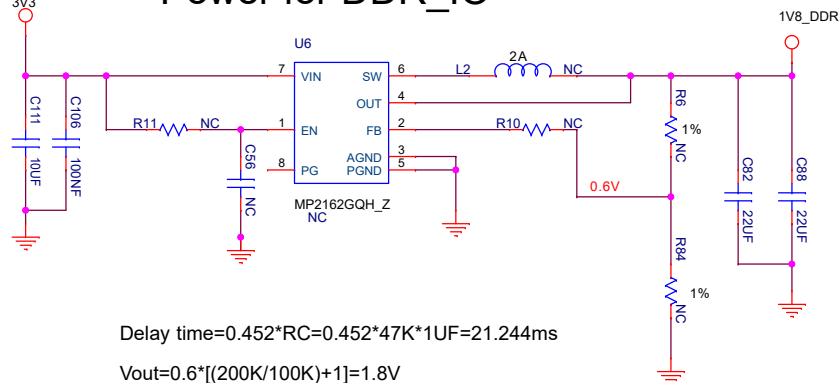 Power for DDR_IO
3V3
1V8_DDR
U6
7 VIN SW 6 L2 2A NC
OUT 4
R11 NC 1 EN FB 2 R10 NC
8 PG AGND 3
PGND 5
MP2162GQH_Z
NC
C111
10UF
C106
100NF
C56
NC
R6
1%
NC
0.6V
C82
22UF
C88
22UF
R84
1%
NC
Delay time=0.452*RC=0.452*47K*1UF=21.244ms
Vout=0.6*[(200K/100K)+1]=1.8V